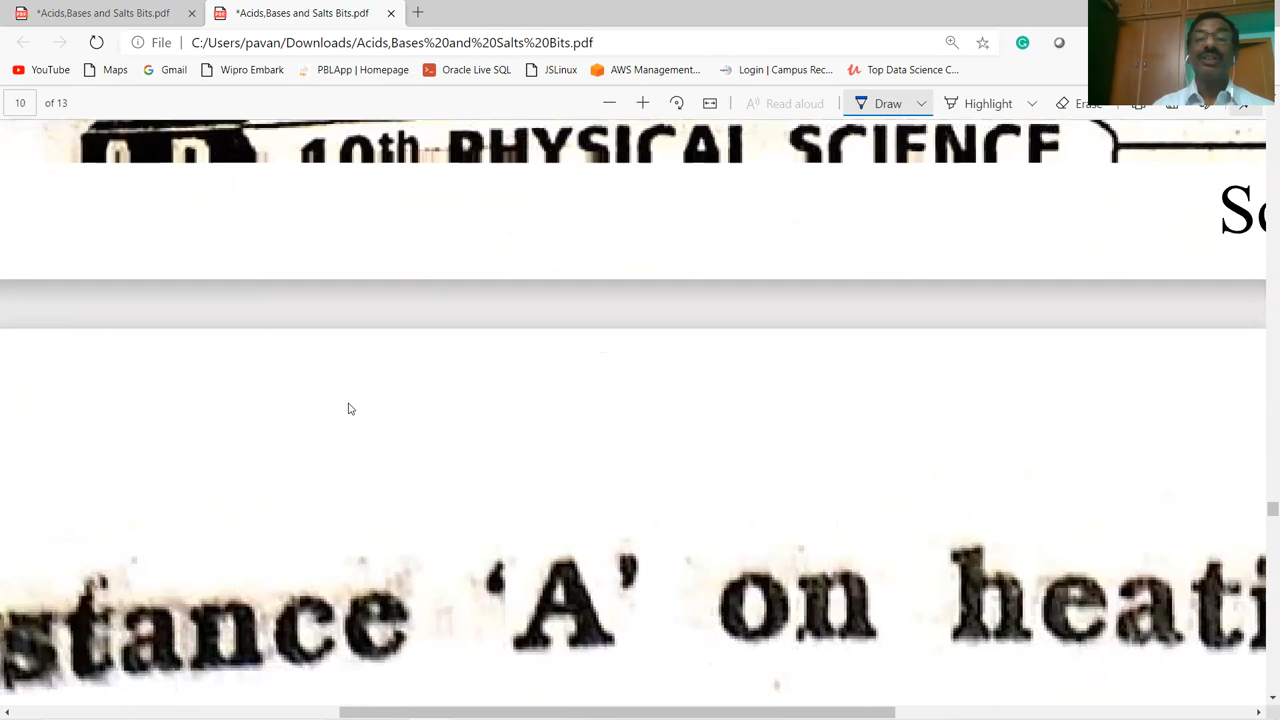 *Acids,Bases and Salts Bits.pdf
*Acids,Bases and Salts Bits.pdf
File C:/Users/pavan/Downloads/Acids,Bases%20and%20Salts%20Bits.pdf
YouTube Maps Gmail Wipro Embark PBLApp | Homepage Oracle Live SQL JSLinux AWS Management... Login | Campus Rec... Top Data Science C...
10 of 13 Read aloud Draw Highlight Erase
10th PHYSICAL SCIENCE
stance 'A' on heati